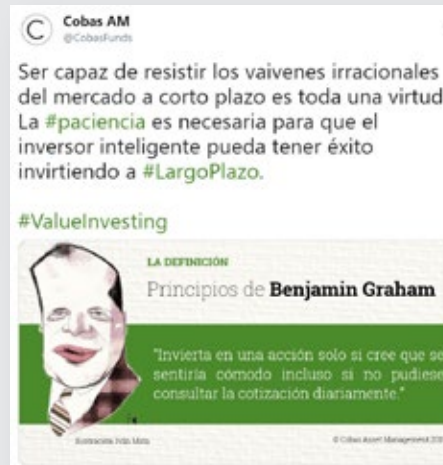 C
Cobas AM
@CobasFunds
Ser capaz de resistir los vaivenes irracionales
del mercado a corto plazo es toda una virtud
La #paciencia es necesaria para que el
inversor inteligente pueda tener éxito
invirtiendo a #LargoPlazo.
#ValueInvesting
LA DEFINICIÓN
Principios de Benjamin Graham
"Invierta en una acción solo si cree que se
sentiría cómodo incluso si no pudiese
consultar la cotización diariamente."
Ilustración Iván Mata
© Cobas Asset Management